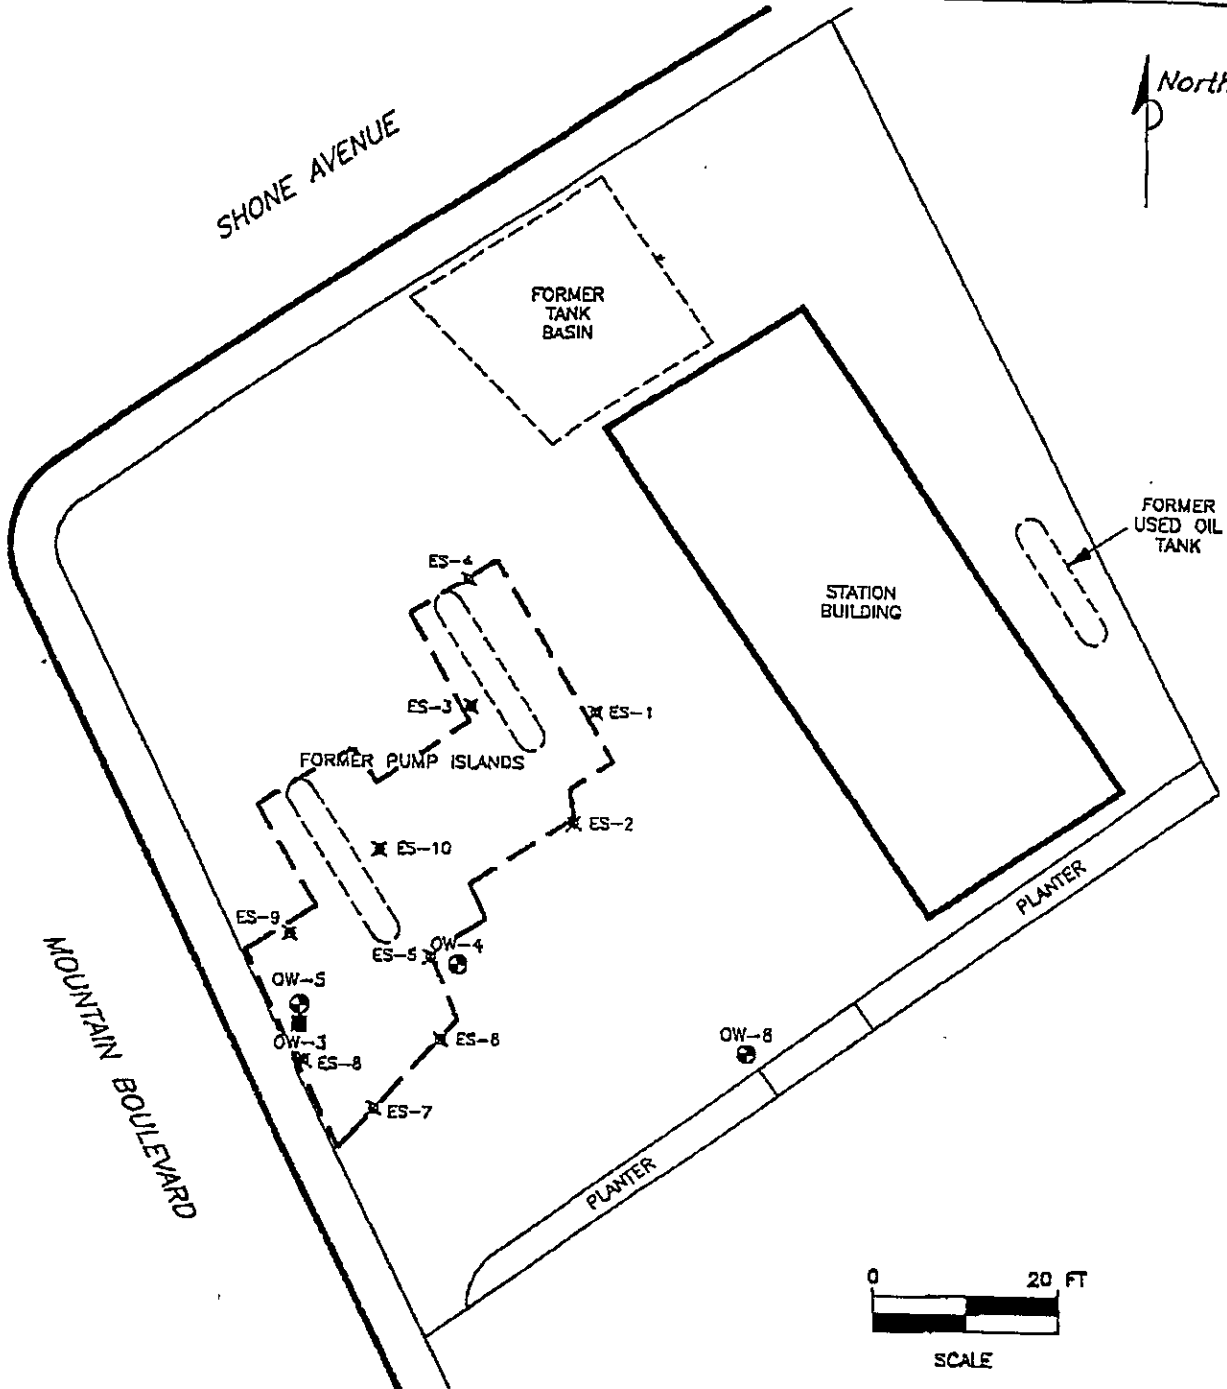 North
SHONE AVENUE
FORMER
TANK
BASIN
FORMER
USED OIL
TANK
STATION
BUILDING
ES-4
ES-3
ES-1
FORMER PUMP ISLANDS
ES-2
ES-10
ES-9
ES-5
OW-4
OW-5
OW-3
ES-8
ES-6
ES-7
OW-6
PLANTER
PLANTER
MOUNTAIN BOULEVARD
0 20 FT
SCALE